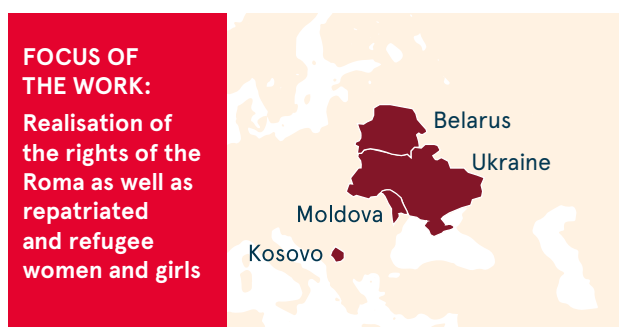 FOCUS OF
THE WORK:
Realisation of
the rights of the
Roma as well as
repatriated
and refugee
women and girls
Belarus
Ukraine
Moldova
Kosovo